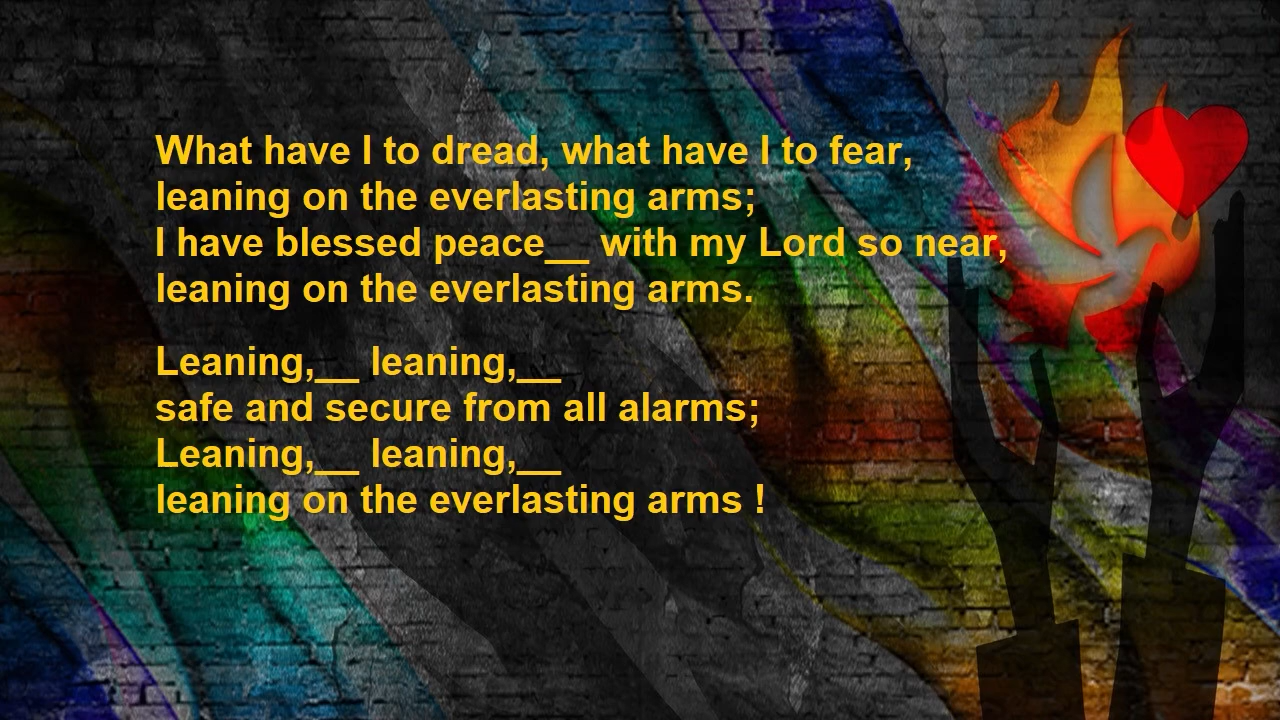 What have I to dread, what have I to fear,
leaning on the everlasting arms;
I have blessed peace__ with my Lord so near,
leaning on the everlasting arms.
Leaning,__ leaning,__
safe and secure from all alarms;
Leaning,__ leaning,__
leaning on the everlasting arms !